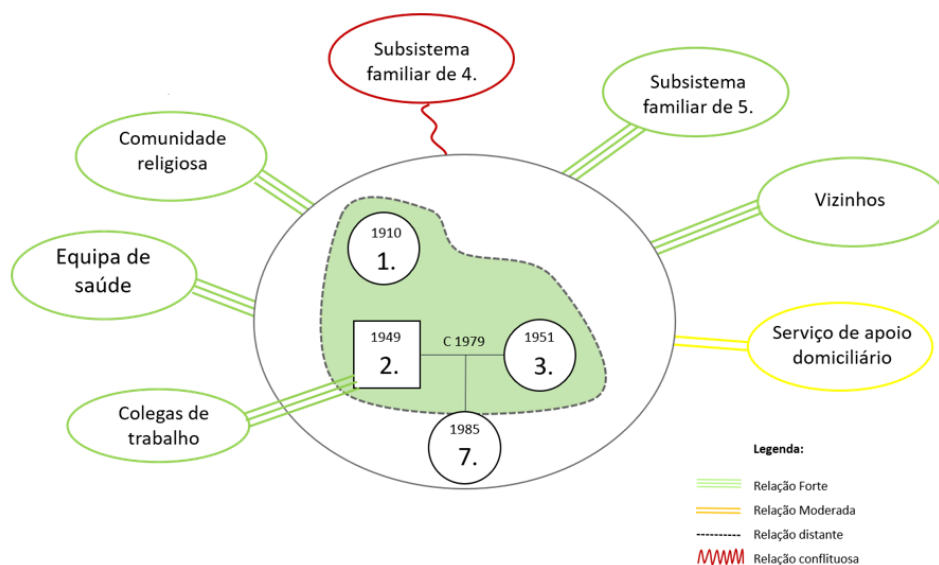 Subsistema
familiar de 4.
Subsistema
familiar de 5.
Comunidade
religiosa
Vizinhos
1910
1.
Equipa de
saúde
1949
2.
C 1979
1951
3.
Serviço de apoio
domiciliário
Colegas de
trabalho
1985
7.
Legenda:
Relação Forte
Relação Moderada
Relação distante
Relação conflituosa